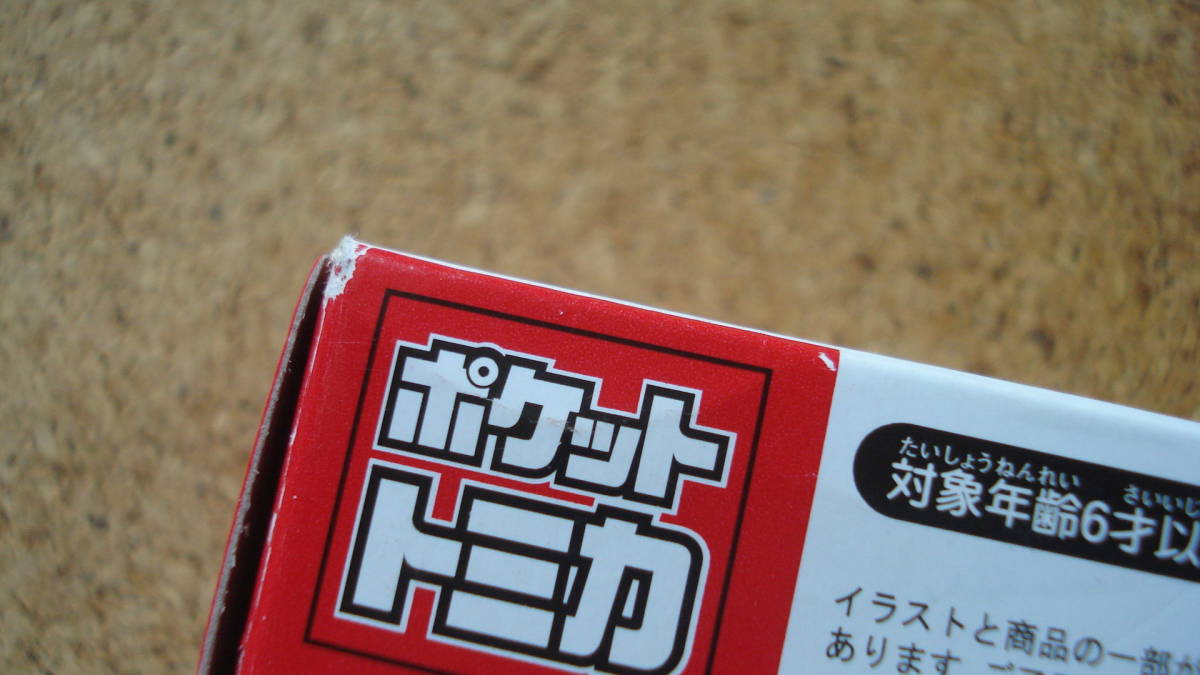 ポケット
トミカ
たいしょうねんれい さいいじ
対象年齢6才以
イラストと商品の一部が
あります。ご